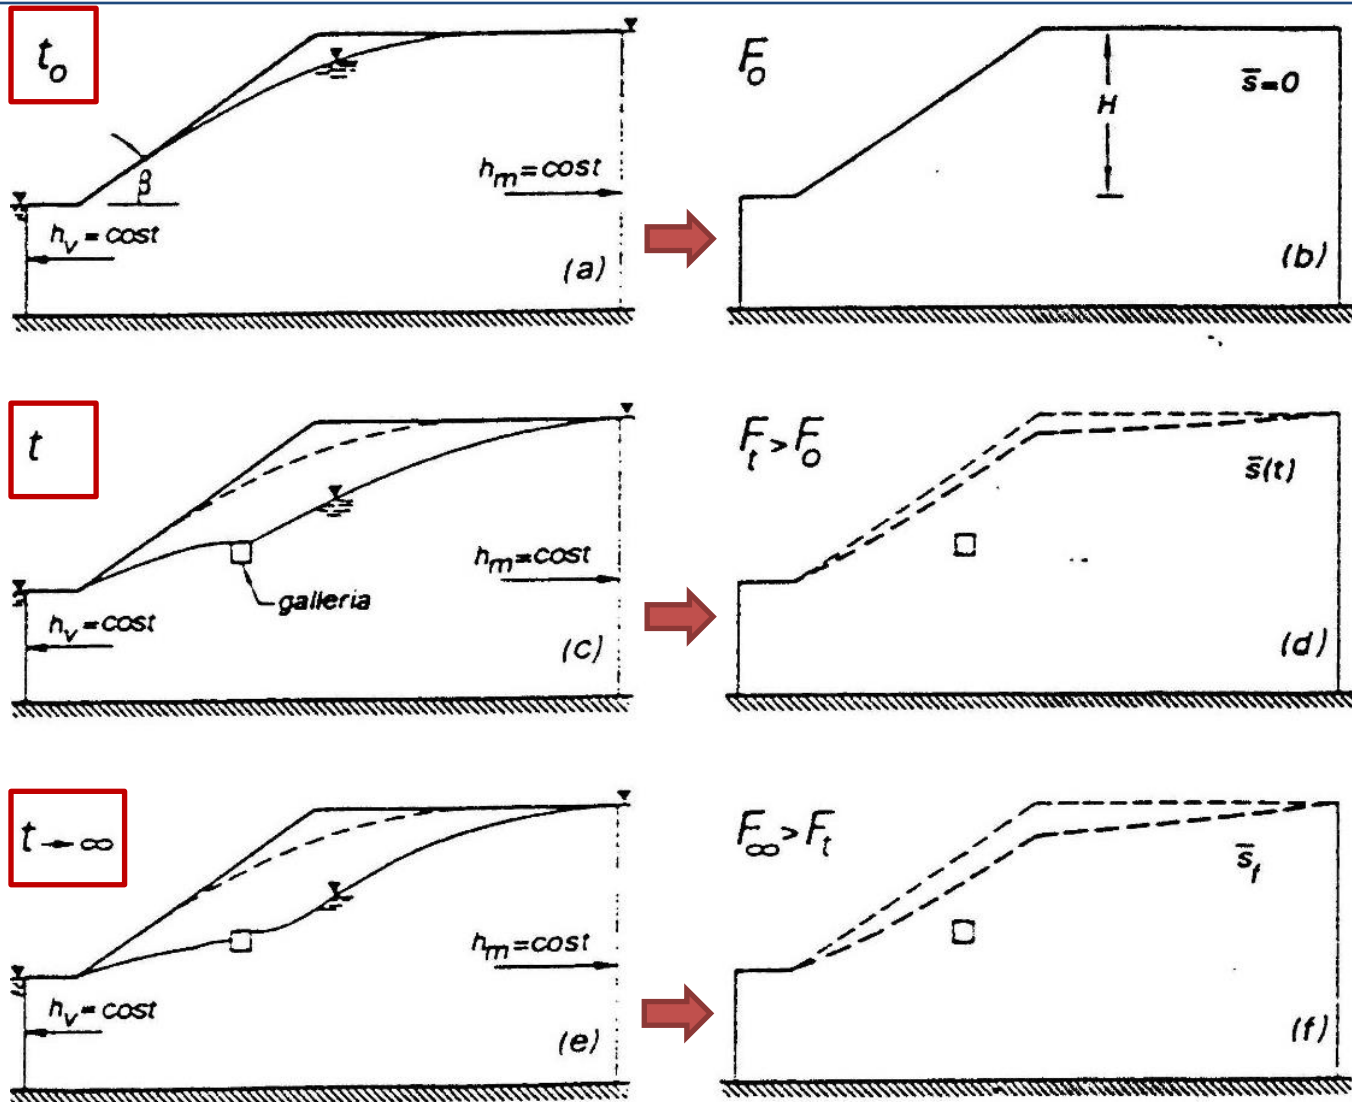 t₀
β
hₘ = cost
hᵥ = cost
(a)
F₀
H
s̄=0
(b)
t
hₘ = cost
galleria
hᵥ = cost
(c)
Fₜ > F₀
s̄(t)
(d)
t → ∞
hₘ = cost
hᵥ = cost
(e)
F∞ > Fₜ
s̄f
(f)